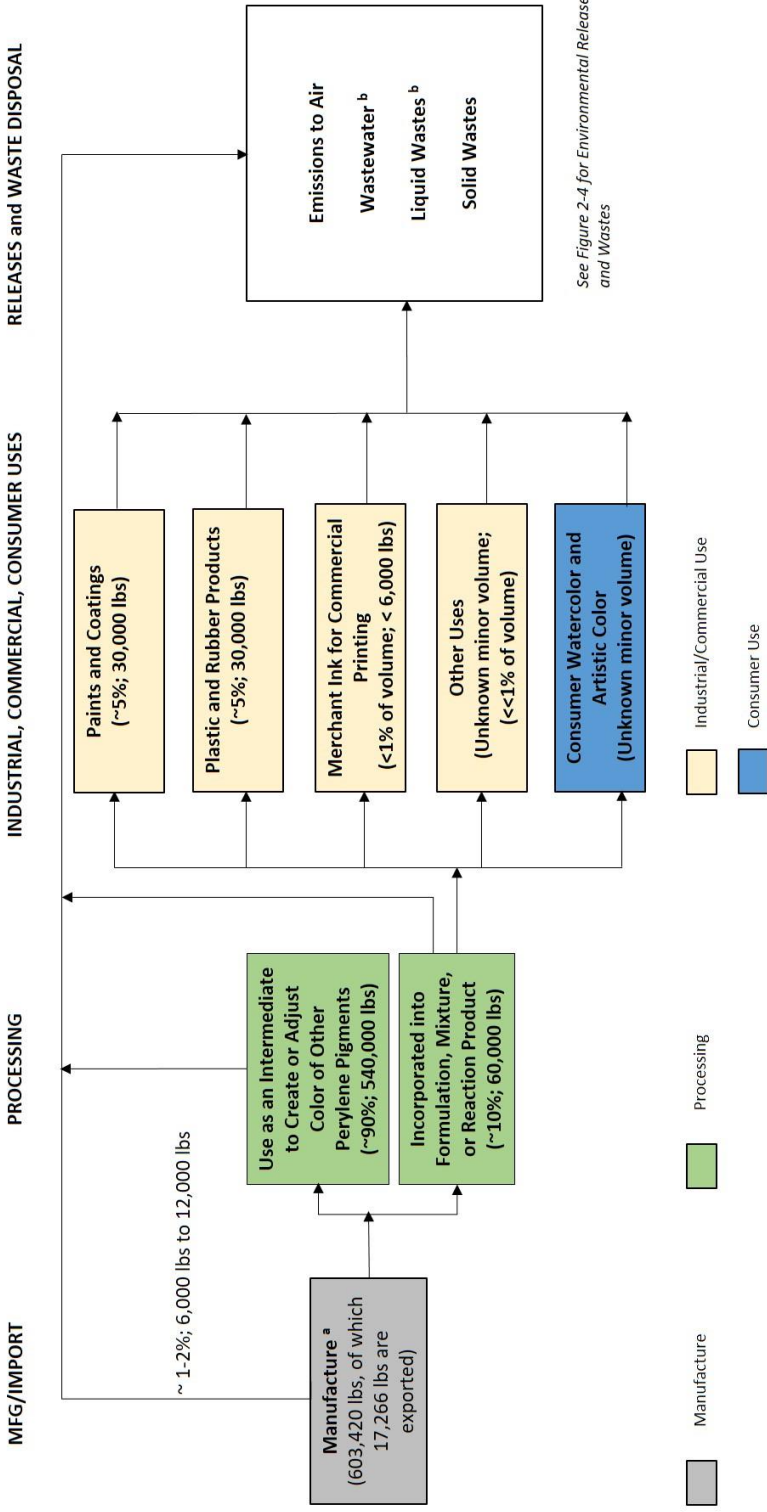 MFG/IMPORT
PROCESSING
INDUSTRIAL, COMMERCIAL, CONSUMER USES
RELEASES and WASTE DISPOSAL
~ 1-2%; 6,000 lbs to 12,000 lbs
Manufacture ᵃ
(603,420 lbs, of which
17,266 lbs are
exported)
Use as an Intermediate
to Create or Adjust
Color of Other
Perylene Pigments
(~90%; 540,000 lbs)
Incorporated into
Formulation, Mixture,
or Reaction Product
(~10%; 60,000 lbs)
Paints and Coatings
(~5%; 30,000 lbs)
Plastic and Rubber Products
(~5%; 30,000 lbs)
Merchant Ink for Commercial
Printing
(<1% of volume; < 6,000 lbs)
Other Uses
(Unknown minor volume;
(<<1% of volume)
Consumer Watercolor and
Artistic Color
(Unknown minor volume)
Emissions to Air
Wastewater ᵇ
Liquid Wastes ᵇ
Solid Wastes
See Figure 2-4 for Environmental Release
and Wastes
Manufacture
Processing
Industrial/Commercial Use
Consumer Use